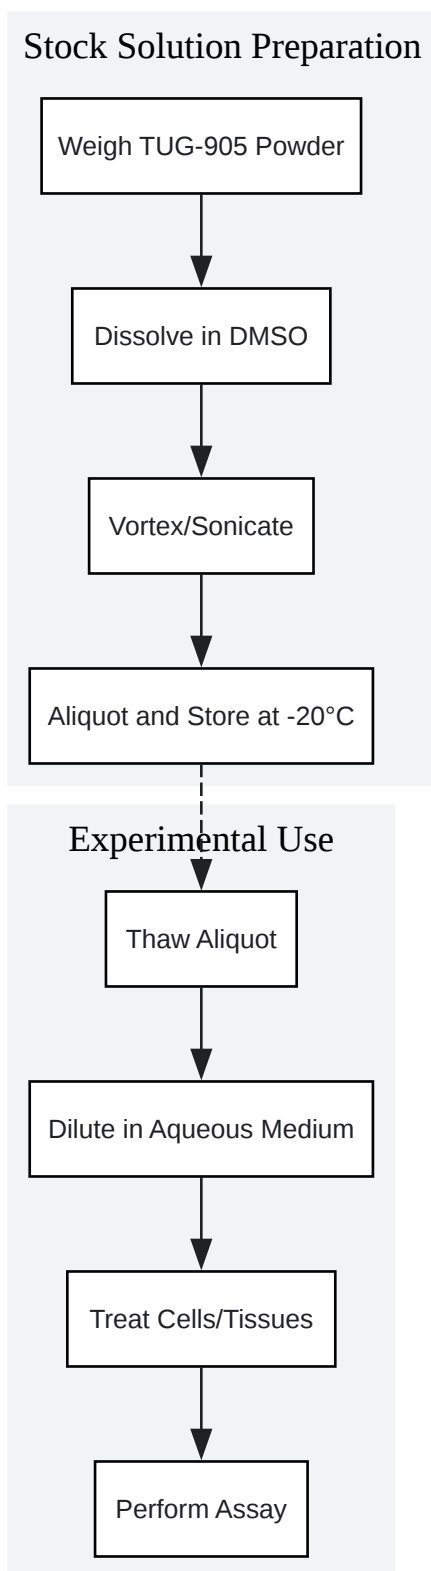 Stock Solution Preparation
Weigh TUG-905 Powder
Dissolve in DMSO
Vortex/Sonicate
Aliquot and Store at -20°C
Experimental Use
Thaw Aliquot
Dilute in Aqueous Medium
Treat Cells/Tissues
Perform Assay